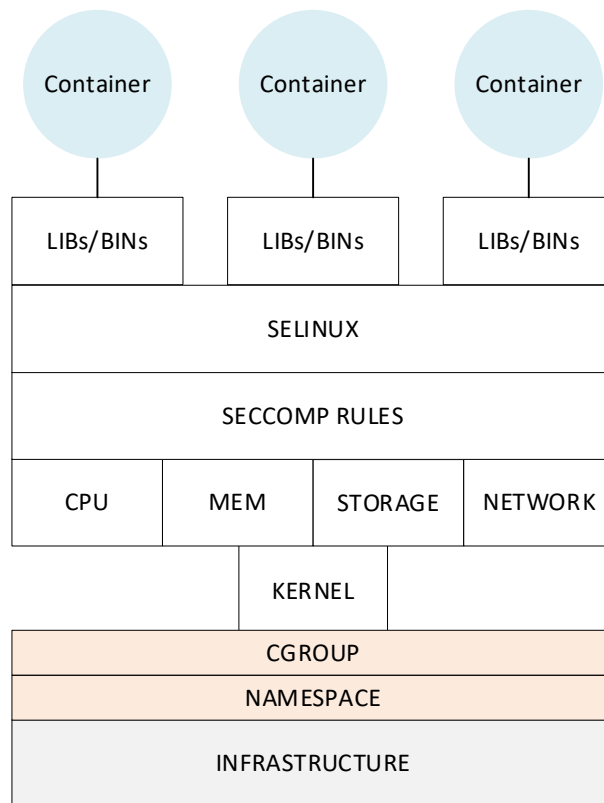 Container Container Container
LIBs/BINs LIBs/BINs LIBs/BINs
SELINUX
SECCOMP RULES
CPU MEM STORAGE NETWORK
KERNEL
CGROUP
NAMESPACE
INFRASTRUCTURE